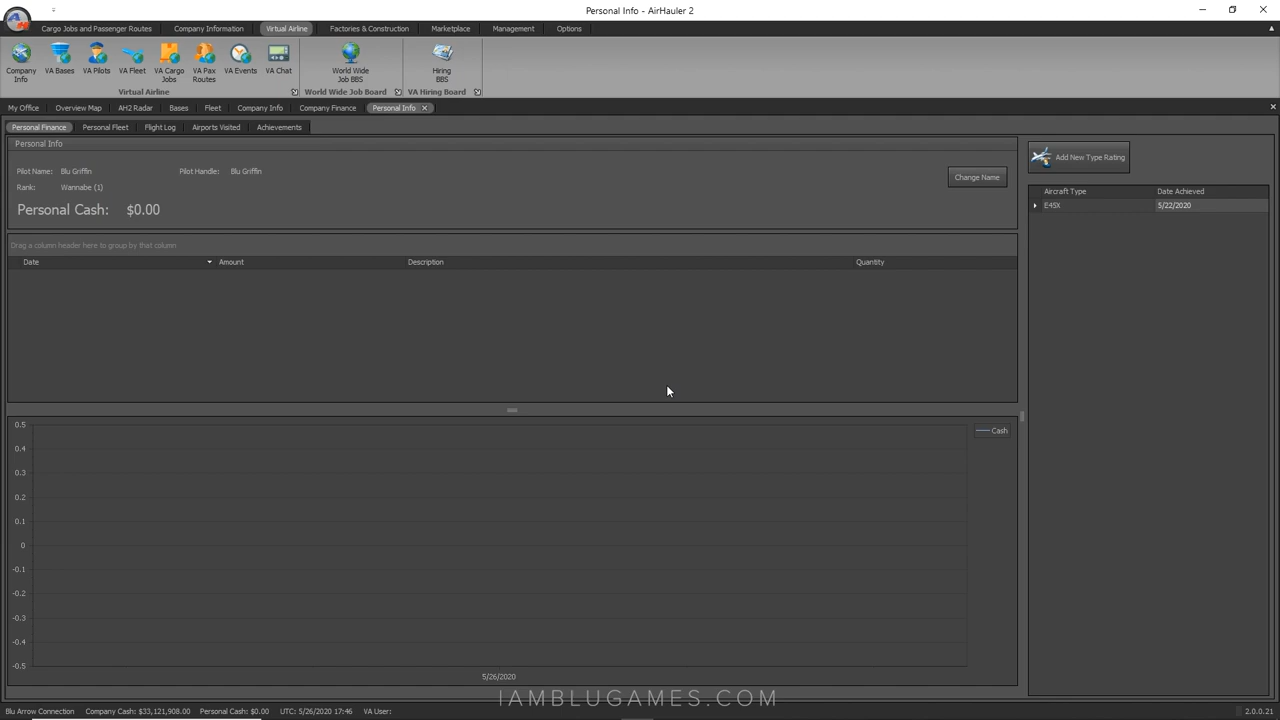 Personal Info - AirHauler 2
Cargo Jobs and Passenger Routes Company Information Virtual Airline Factories & Construction Marketplace Management Options
Company Info VA Bases VA Pilots VA Fleet VA Cargo Jobs VA Pax Routes VA Events VA Chat World Wide Job BBS Hiring BBS
Virtual Airline World Wide Job Board VA Hiring Board
My Office Overview Map AH2 Radar Bases Fleet Company Info Company Finance Personal Info
Personal Finance Personal Fleet Flight Log Airports Visited Achievements
Personal Info
Pilot Name: Blu Griffin Pilot Handle: Blu Griffin
Rank: Wannabe (1)
Change Name
Personal Cash: $0.00
Add New Type Rating
Aircraft Type Date Achieved
E45X 5/22/2020
Drag a column header here to group by that column
Date Amount Description Quantity
Cash
0.5
0.4
0.3
0.2
0.1
0
-0.1
-0.2
-0.3
-0.4
-0.5
5/26/2020
IAMBLUGAMES.COM
Blu Arrow Connection Company Cash: $33,121,908.00 Personal Cash: $0.00 UTC: 5/26/2020 17:46 VA User: 2.0.0.21